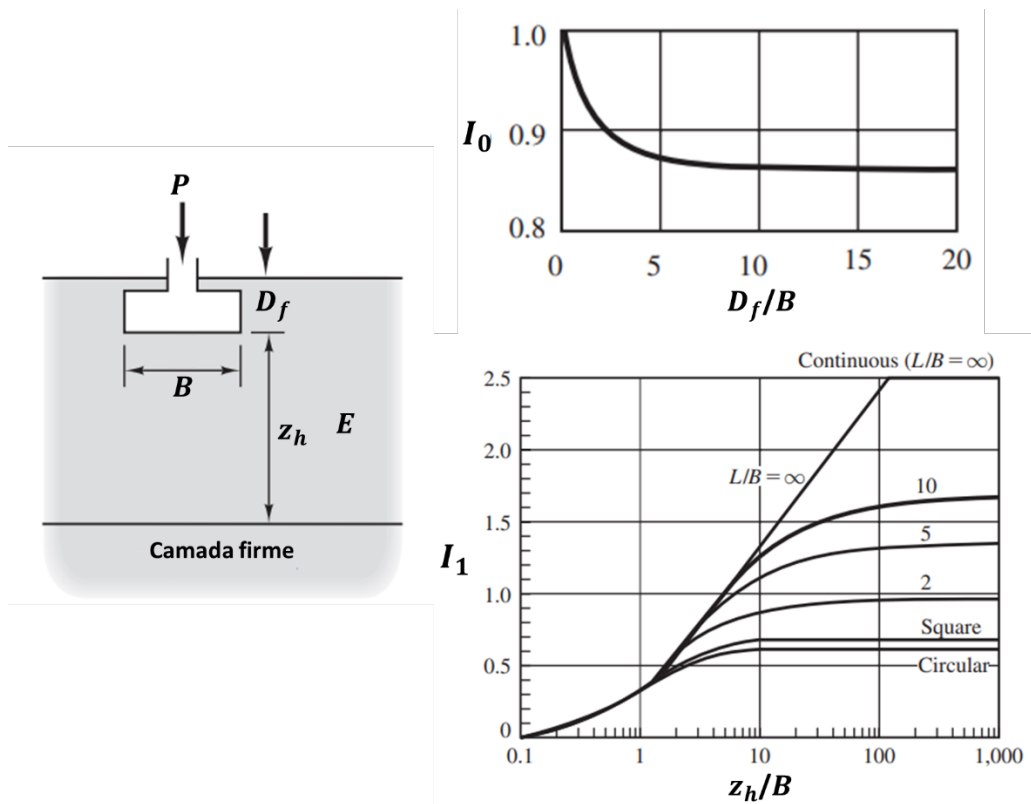 P
D_f
B
z_h
E
Camada firme
1.0
I_0
0.9
0.8
0 5 10 15 20
D_f/B
Continuous (L/B = ∞)
2.5
2.0
L/B = ∞
10
1.5
5
I_1
1.0
2
Square
0.5
Circular
0
0.1 1 10 100 1,000
z_h/B